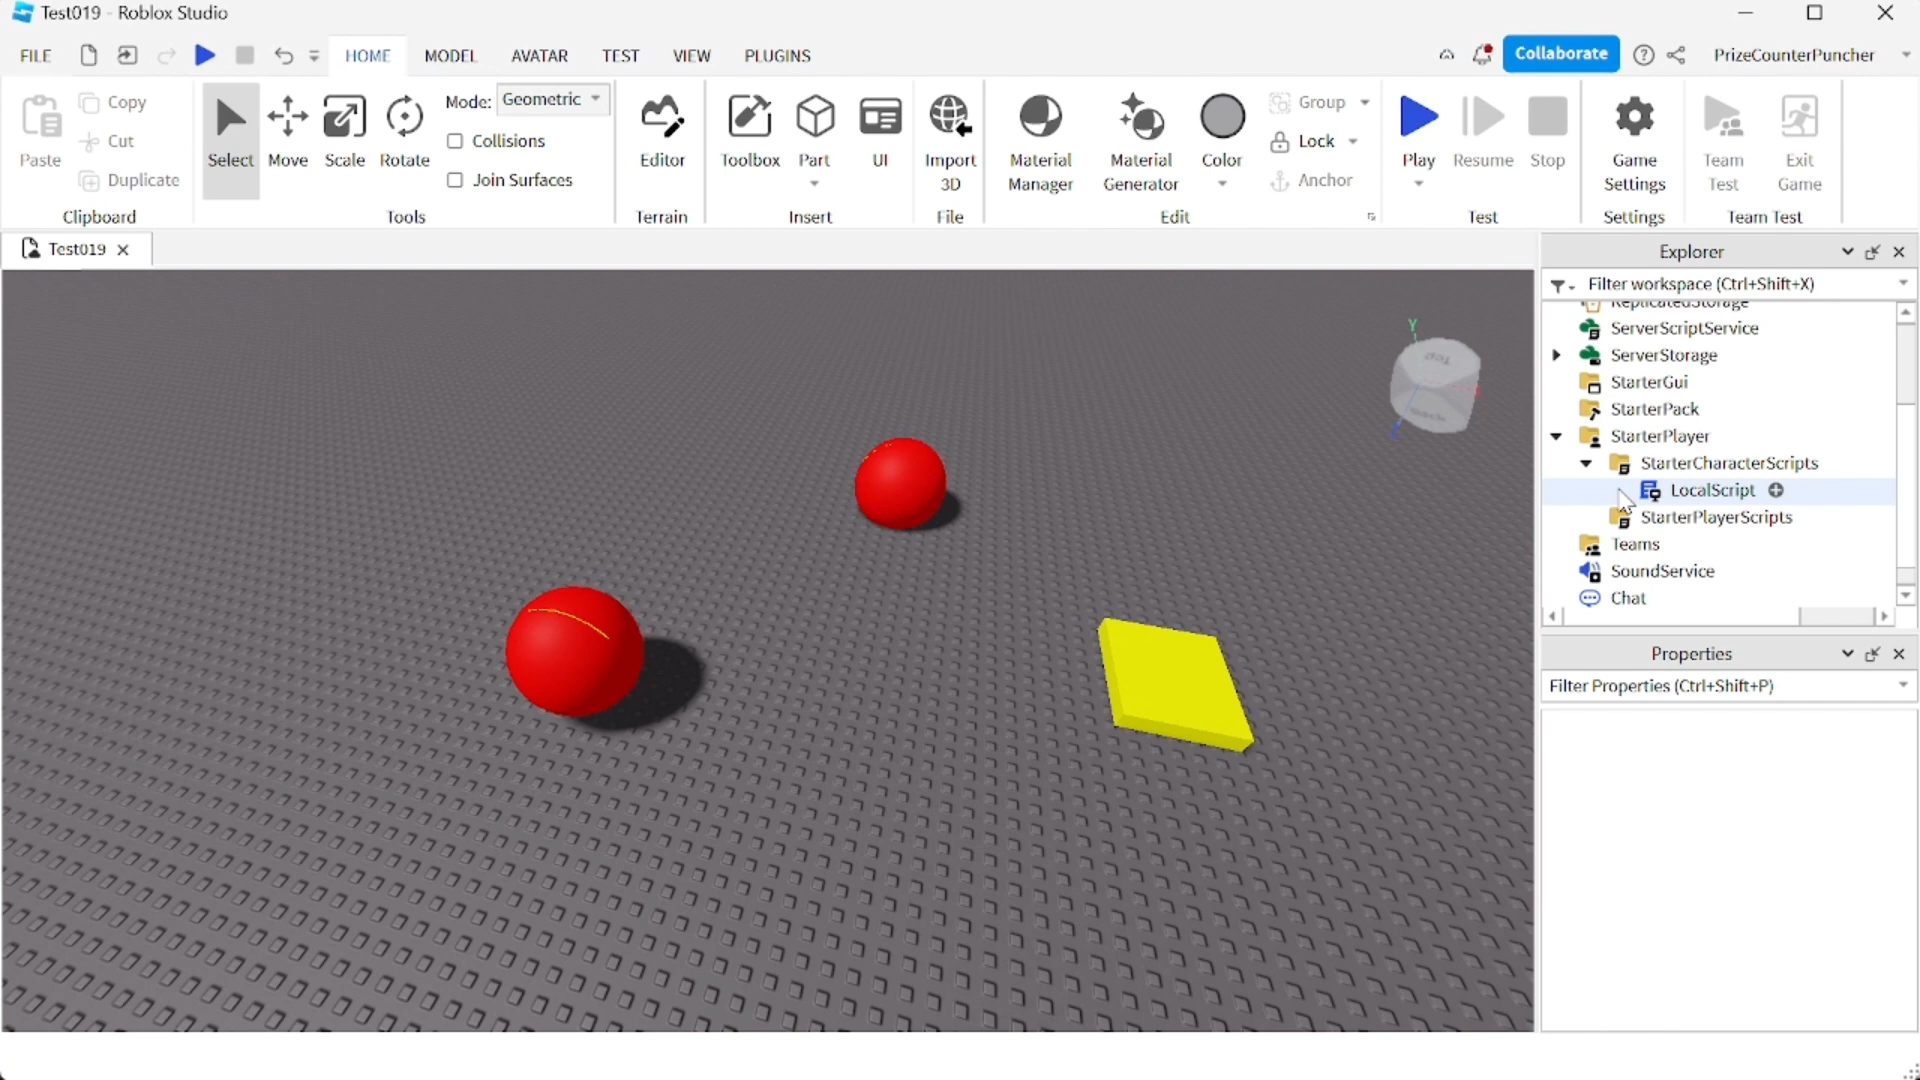 Test019 - Roblox Studio
FILE
HOME
MODEL
AVATAR
TEST
VIEW
PLUGINS
Collaborate
PrizeCounterPuncher
Paste
Copy
Cut
Duplicate
Clipboard
Select
Move
Scale
Rotate
Mode: Geometric
Collisions
Join Surfaces
Tools
Editor
Terrain
Toolbox
Part
UI
Insert
Import
3D
File
Material
Manager
Material
Generator
Color
Group
Lock
Anchor
Edit
Play
Resume
Stop
Test
Game
Settings
Settings
Team
Test
Exit
Game
Team Test
Test019
Explorer
Filter workspace (Ctrl+Shift+X)
ReplicatedStorage
ServerScriptService
ServerStorage
StarterGui
StarterPack
StarterPlayer
StarterCharacterScripts
LocalScript
StarterPlayerScripts
Teams
SoundService
Chat
Properties
Filter Properties (Ctrl+Shift+P)
Y
Top